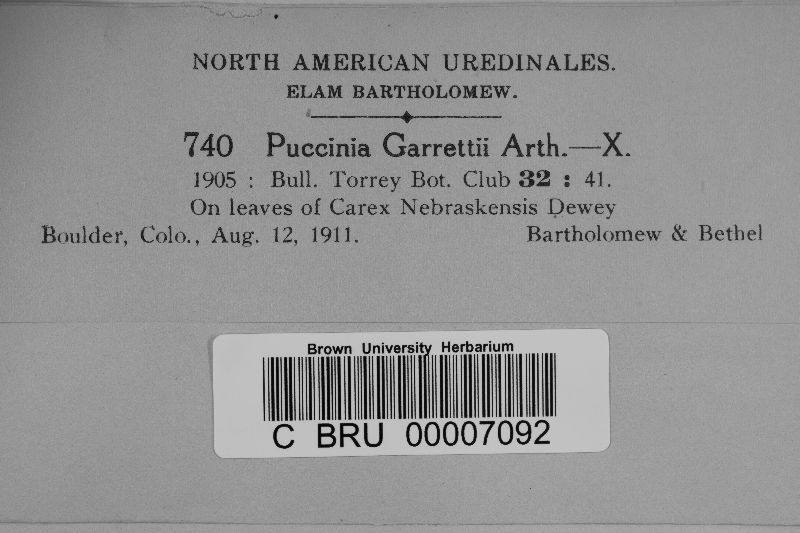 NORTH AMERICAN UREDINALES.
ELAM BARTHOLOMEW.
740 Puccinia Garrettii Arth.—X.
1905 : Bull. Torrey Bot. Club 32 : 41.
On leaves of Carex Nebraskensis Dewey
Boulder, Colo., Aug. 12, 1911. Bartholomew & Bethel
Brown University Herbarium
C BRU 00007092